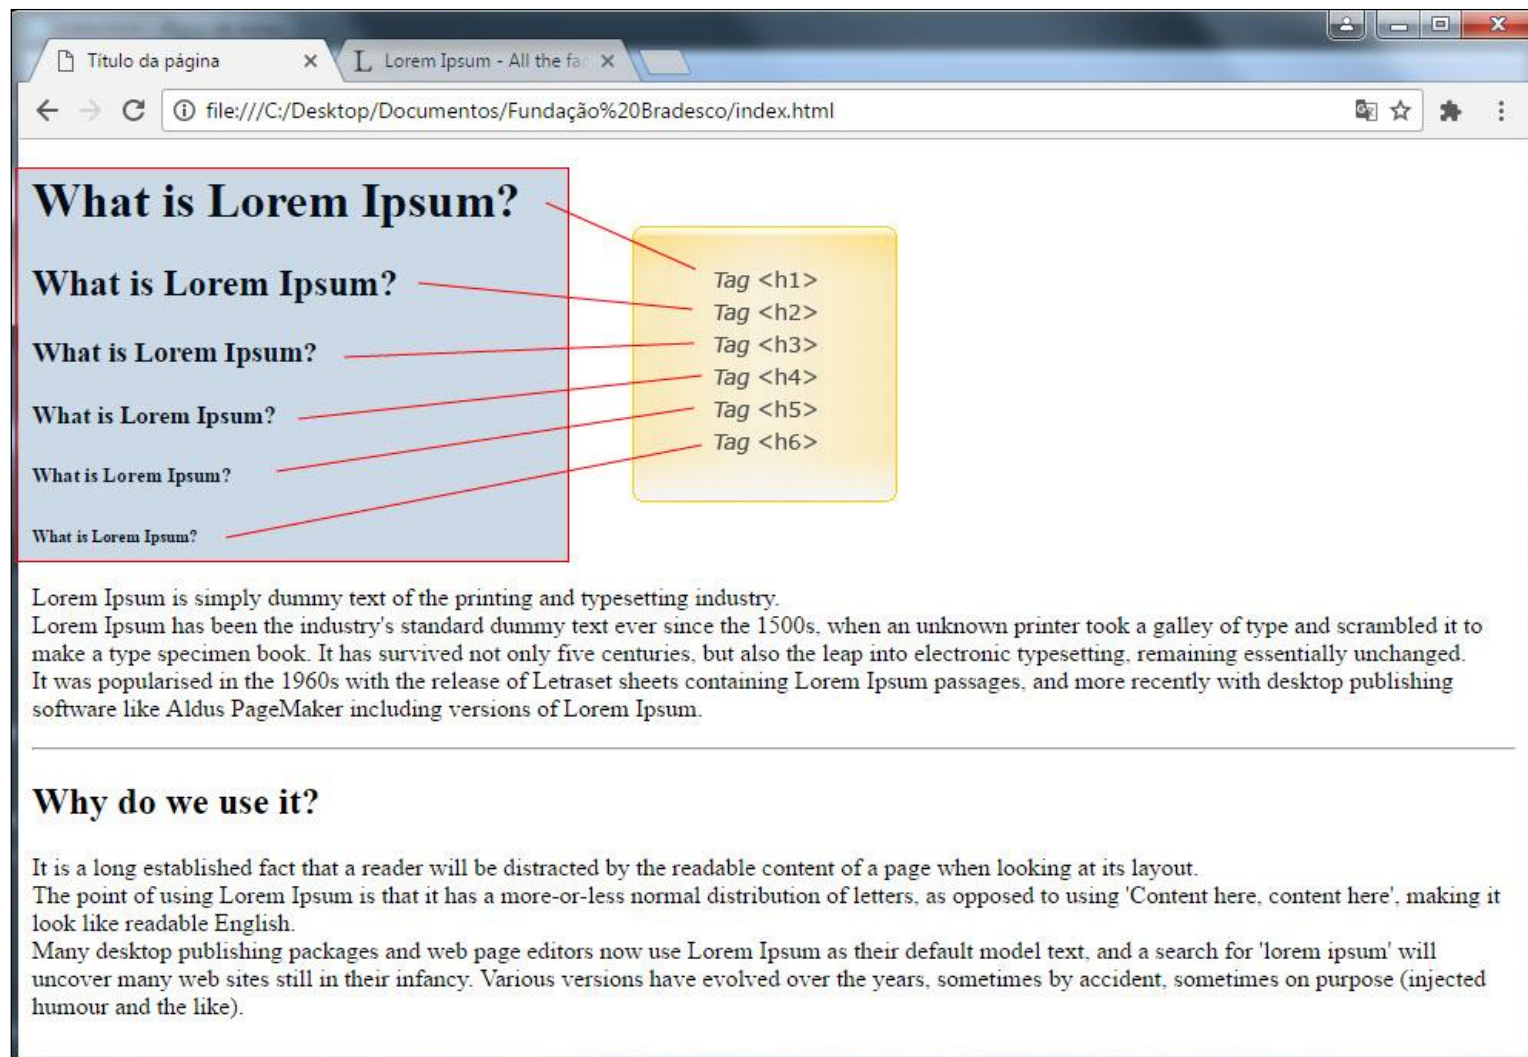 Título da página
Lorem Ipsum - All the fa
file:///C:/Desktop/Documentos/Fundação%20Bradesco/index.html
What is Lorem Ipsum?
What is Lorem Ipsum?
What is Lorem Ipsum?
What is Lorem Ipsum?
What is Lorem Ipsum?
What is Lorem Ipsum?
Tag <h1>
Tag <h2>
Tag <h3>
Tag <h4>
Tag <h5>
Tag <h6>
Lorem Ipsum is simply dummy text of the printing and typesetting industry.
Lorem Ipsum has been the industry's standard dummy text ever since the 1500s, when an unknown printer took a galley of type and scrambled it to
make a type specimen book. It has survived not only five centuries, but also the leap into electronic typesetting, remaining essentially unchanged.
It was popularised in the 1960s with the release of Letraset sheets containing Lorem Ipsum passages, and more recently with desktop publishing
software like Aldus PageMaker including versions of Lorem Ipsum.
Why do we use it?
It is a long established fact that a reader will be distracted by the readable content of a page when looking at its layout.
The point of using Lorem Ipsum is that it has a more-or-less normal distribution of letters, as opposed to using 'Content here, content here', making it
look like readable English.
Many desktop publishing packages and web page editors now use Lorem Ipsum as their default model text, and a search for 'lorem ipsum' will
uncover many web sites still in their infancy. Various versions have evolved over the years, sometimes by accident, sometimes on purpose (injected
humour and the like).